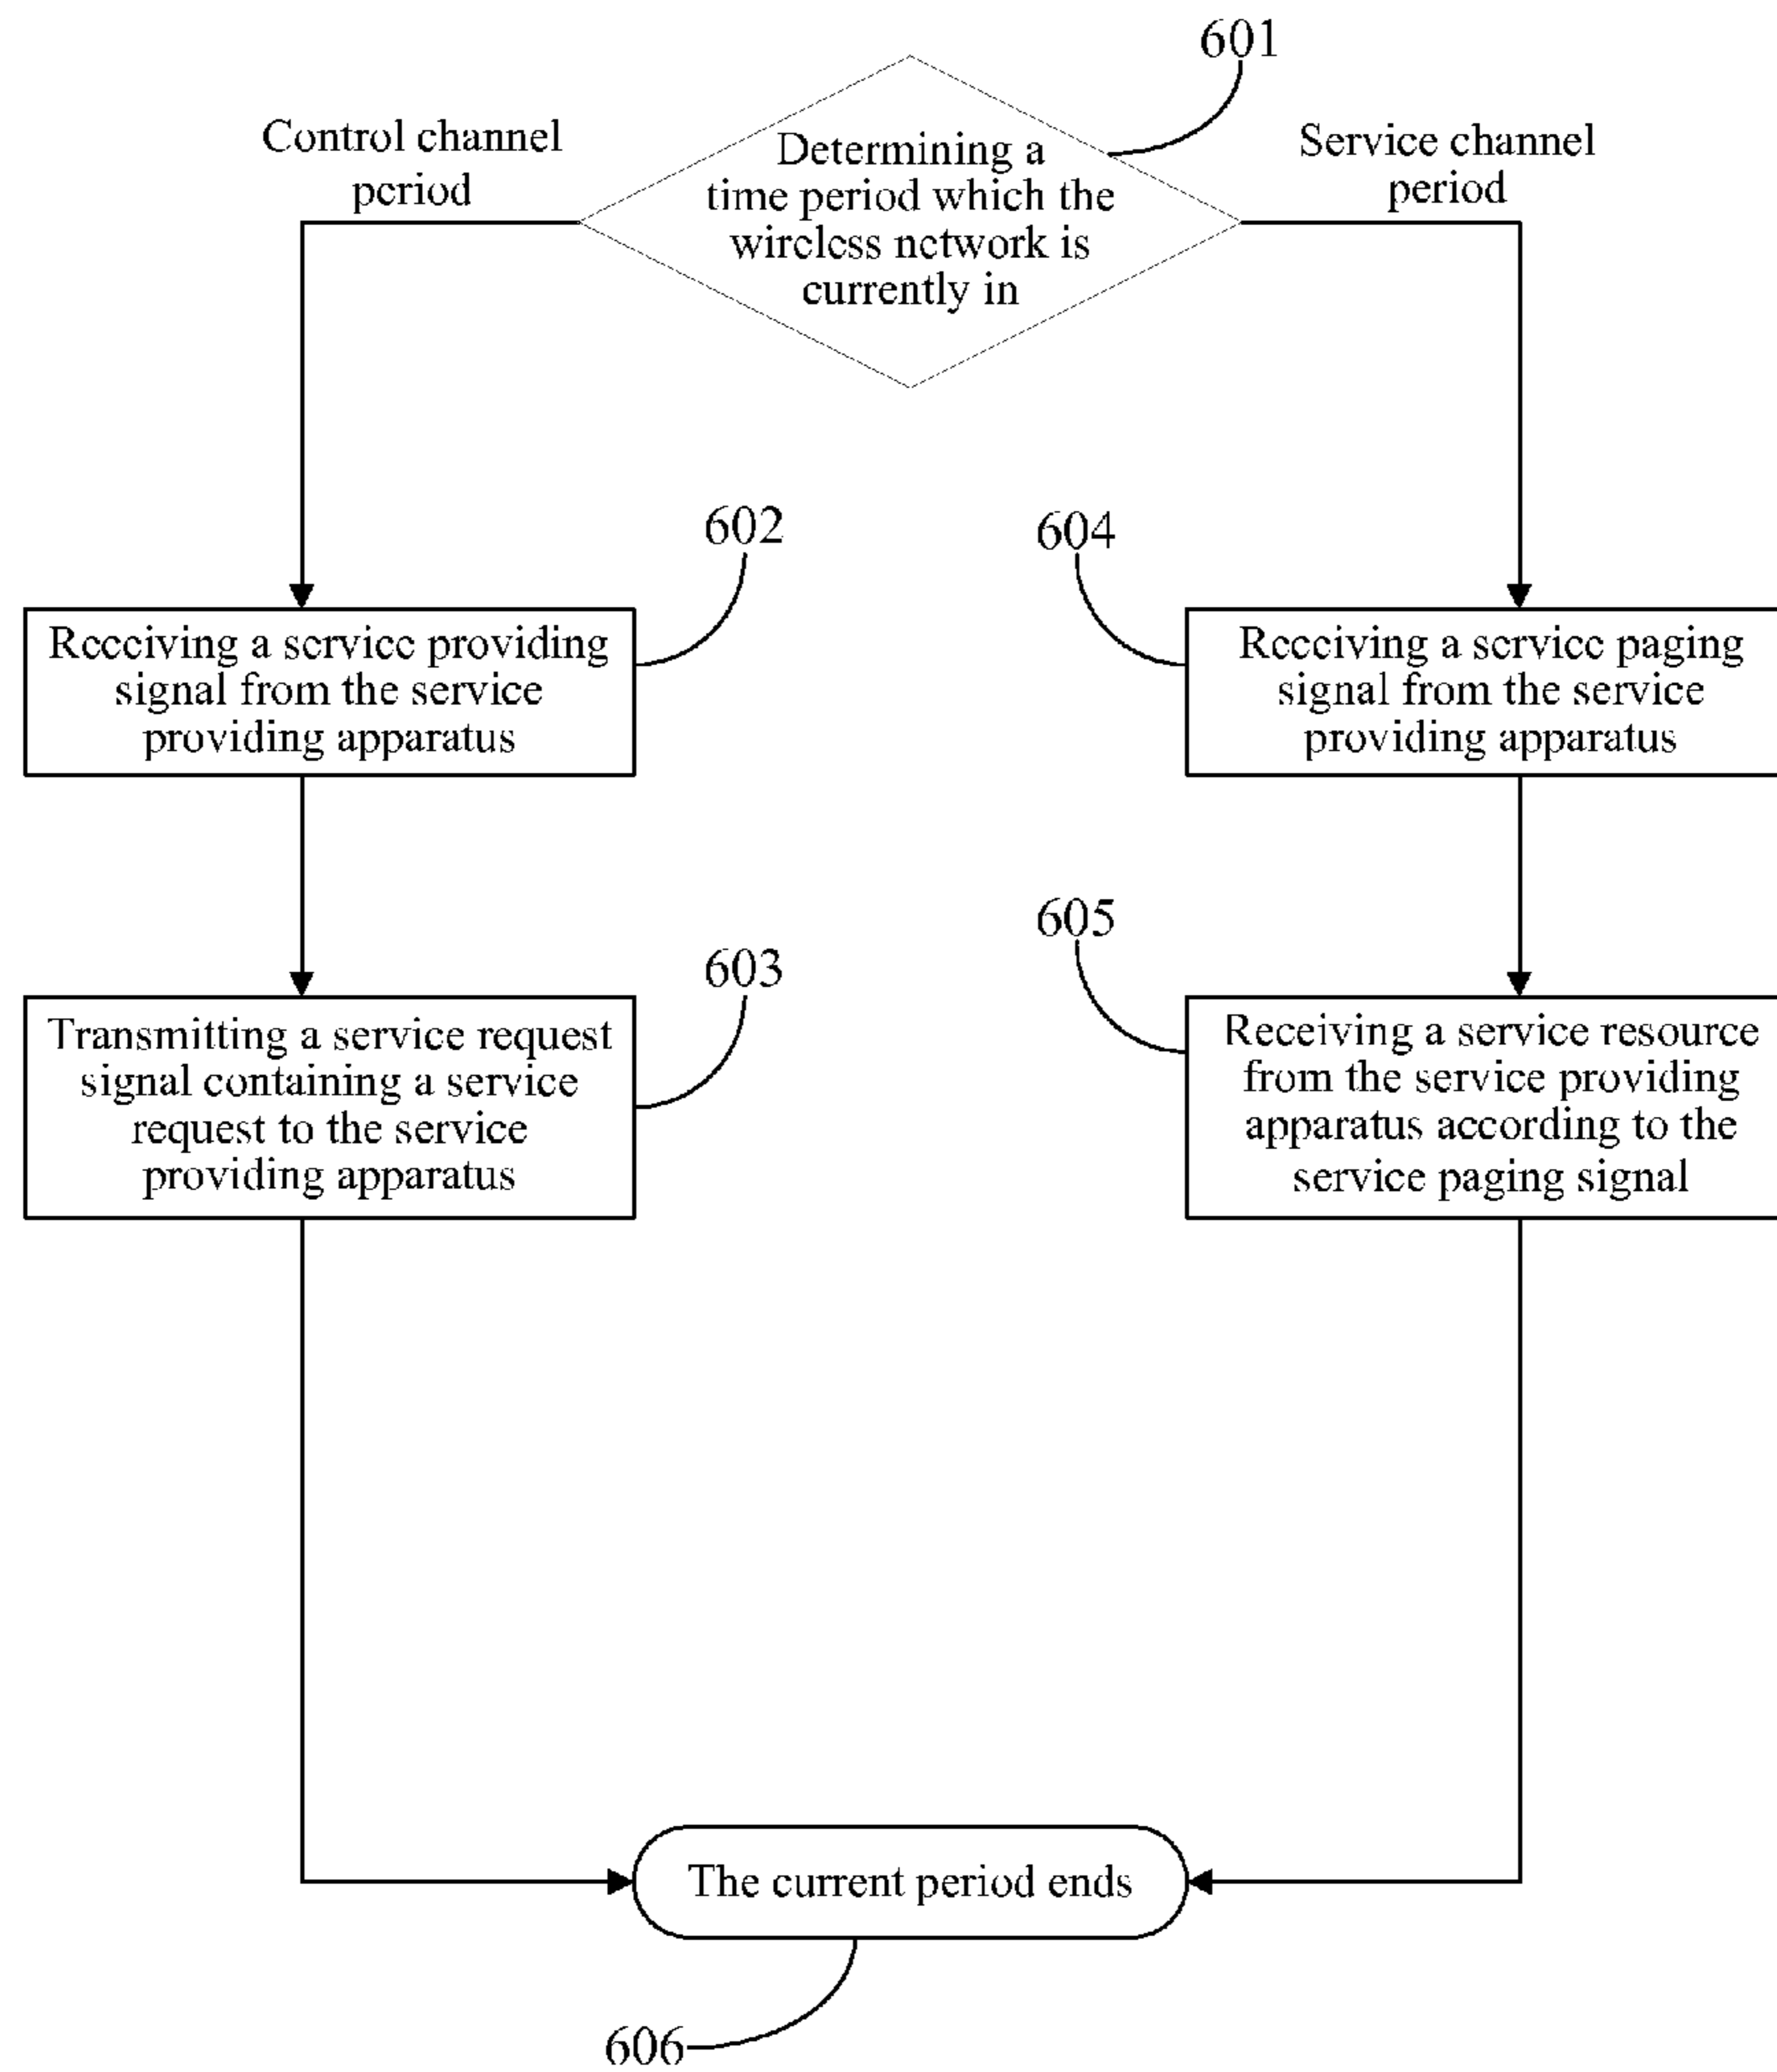 601
Control channel
period
Determining a
time period which the
wireless network is
currently in
Service channel
period
602
604
Receiving a service providing
signal from the service
providing apparatus
Receiving a service paging
signal from the service
providing apparatus
603
605
Transmitting a service request
signal containing a service
request to the service
providing apparatus
Receiving a service resource
from the service providing
apparatus according to the
service paging signal
The current period ends
606